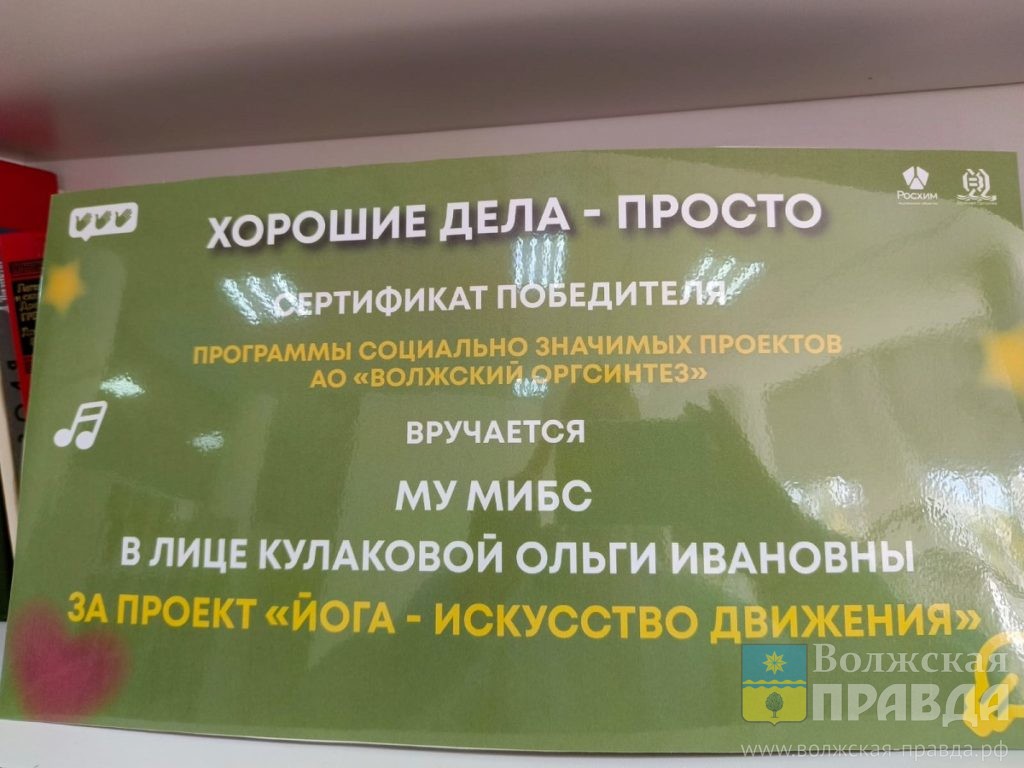 ХОРОШИЕ ДЕЛА - ПРОСТО
РОСХИМ
СЕРТИФИКАТ ПОБЕДИТЕЛЯ
ПРОГРАММЫ СОЦИАЛЬНО ЗНАЧИМЫХ ПРОЕКТОВ
АО «ВОЛЖСКИЙ ОРГСИНТЕЗ»
ВРУЧАЕТСЯ
МУ МИБС
В ЛИЦЕ КУЛАКОВОЙ ОЛЬГИ ИВАНОВНЫ
ЗА ПРОЕКТ «ЙОГА - ИСКУССТВО ДВИЖЕНИЯ»
Волжская
ПРАВДА
www.волжская-правда.рф